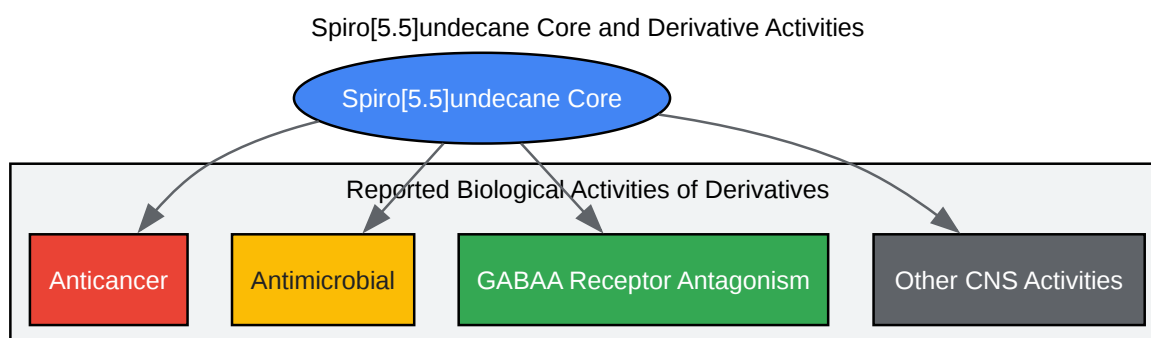 Spiro[5.5]undecane Core and Derivative Activities
Spiro[5.5]undecane Core
Reported Biological Activities of Derivatives
Anticancer
Antimicrobial
GABAA Receptor Antagonism
Other CNS Activities